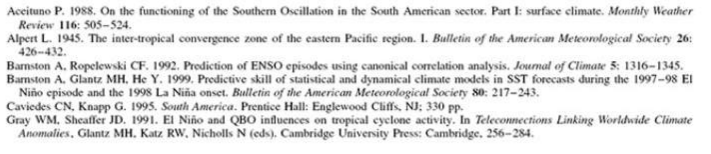 Aceituno P. 1988. On the functioning of the Southern Oscillation in the South American sector. Part I: surface climate. Monthly Weather
Review 116: 505–524.
Alpert L. 1945. The inter-tropical convergence zone of the eastern Pacific region. I. Bulletin of the American Meteorological Society 26:
426–432.
Barnston A, Ropelewski CF. 1992. Prediction of ENSO episodes using canonical correlation analysis. Journal of Climate 5: 1316–1345.
Barnston A, Glantz MH, He Y. 1999. Predictive skill of statistical and dynamical climate models in SST forecasts during the 1997–98 El
Niño episode and the 1998 La Niña onset. Bulletin of the American Meteorological Society 80: 217–243.
Caviedes CN, Knapp G. 1995. South America. Prentice Hall: Englewood Cliffs, NJ; 330 pp.
Gray WM, Sheaffer JD. 1991. El Niño and QBO influences on tropical cyclone activity. In Teleconnections Linking Worldwide Climate
Anomalies, Glantz MH, Katz RW, Nicholls N (eds). Cambridge University Press: Cambridge, 256–284.